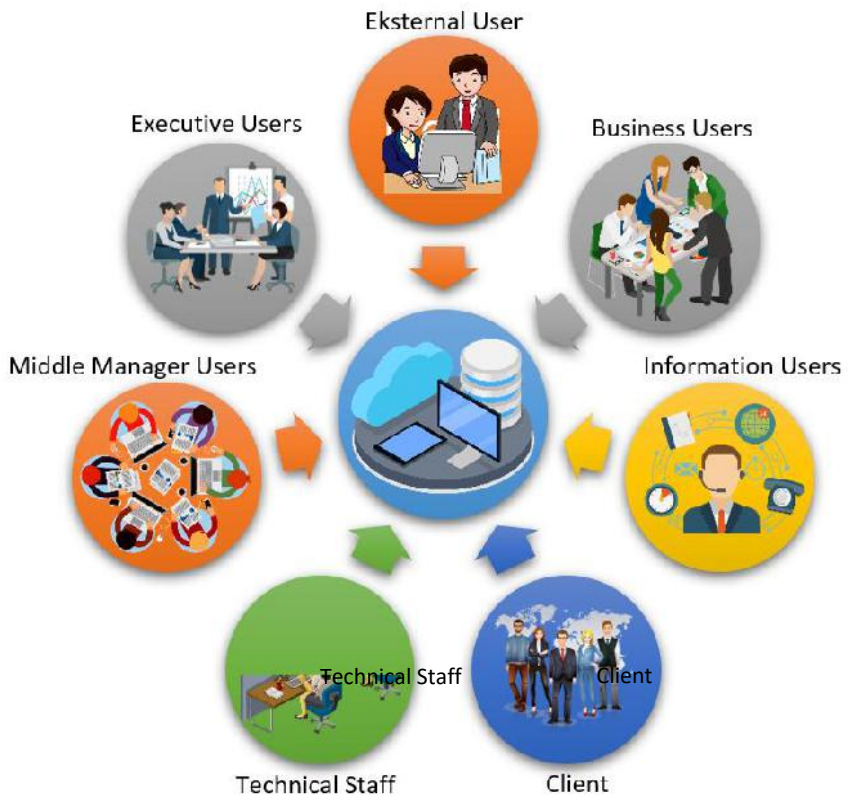 Eksternal User
Executive Users
Business Users
Middle Manager Users
Information Users
Technical Staff
Client
Technical Staff
Client